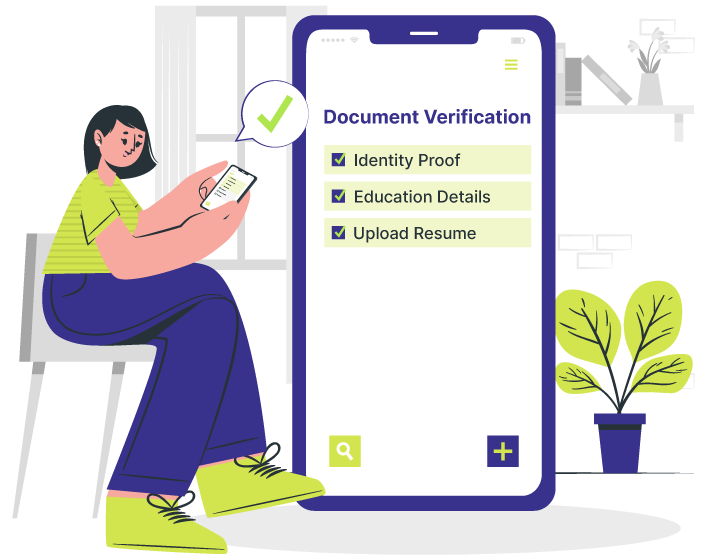 Document Verification
Identity Proof
Education Details
Upload Resume